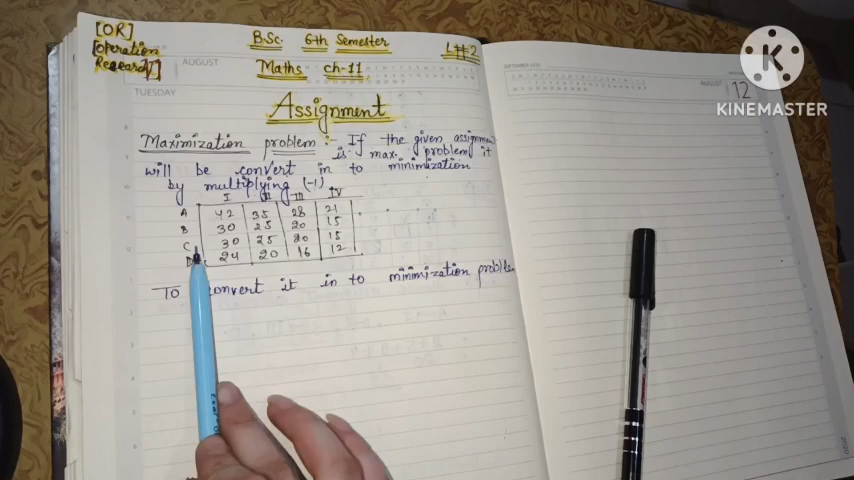 [OR]
[Operation
Research]
B.Sc. 6th Semester
L#2
Maths ch-11
AUGUST
TUESDAY
Assignment
Maximization problem :- If the given assignment
is max. problem it
will be convert in to minimization
by multiplying (-1)
I II III IV
A 42 35 28 21
B 30 25 20 15
C 30 25 20 15
D 24 20 16 12
To convert it in to minimization problem
SEPTEMBER
AUGUST
12
K
KINEMASTER